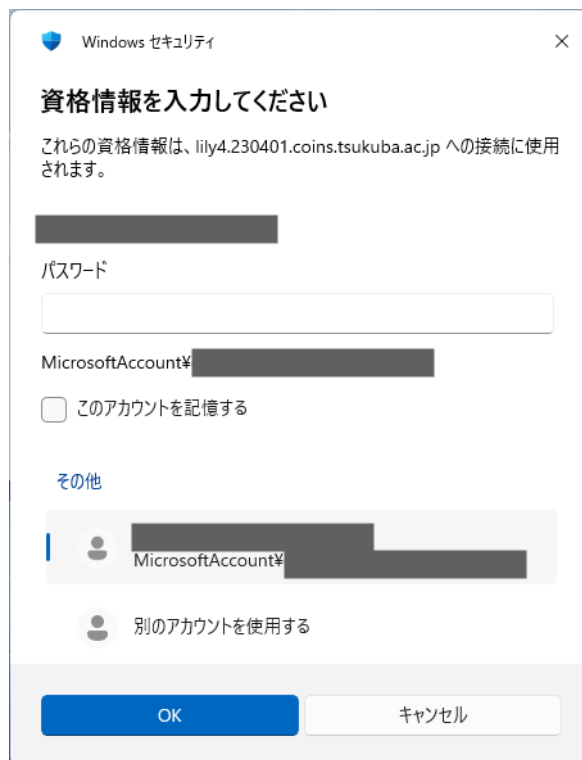 Windows セキュリティ
資格情報を入力してください
これらの資格情報は、lily4.230401.coins.tsukuba.ac.jp への接続に使用
されます。
パスワード
MicrosoftAccount¥
このアカウントを記憶する
その他
MicrosoftAccount¥
別のアカウントを使用する
OK
キャンセル